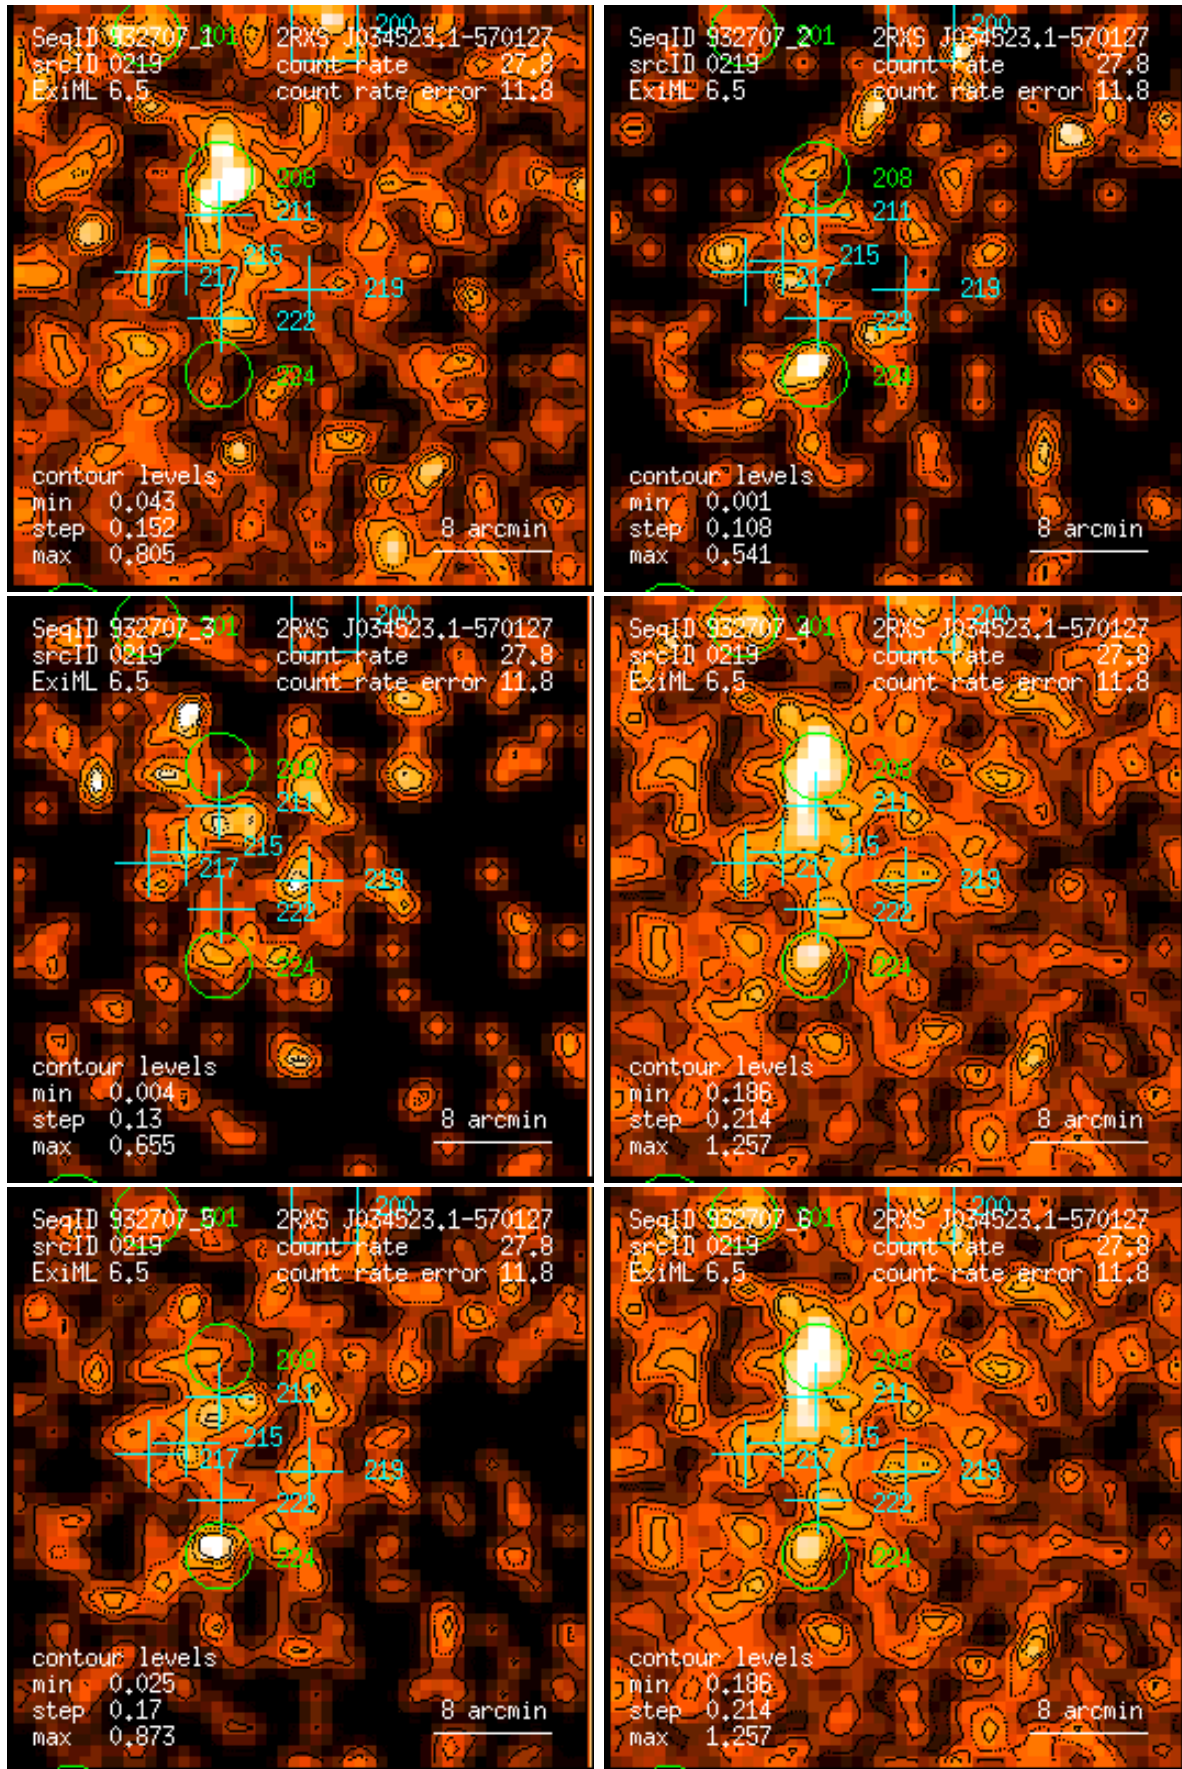 200
SeqID 932707_1 201 2RXS J034523.1-570127
srcID 0219 count rate 27.8
ExiML 6.5 count rate error 11.8
208
211
215
217
219
222
224
contour levels
min 0.043
step 0.152 8 arcmin
max 0.805
200
SeqID 932707_2 201 2RXS J034523.1-570127
srcID 0219 count rate 27.8
ExiML 6.5 count rate error 11.8
208
211
215
217
219
222
224
contour levels
min 0.001
step 0.108 8 arcmin
max 0.541
200
SeqID 932707_3 201 2RXS J034523.1-570127
srcID 0219 count rate 27.8
ExiML 6.5 count rate error 11.8
208
211
215
217
219
222
224
contour levels
min 0.004
step 0.13 8 arcmin
max 0.655
200
SeqID 932707_4 201 2RXS J034523.1-570127
srcID 0219 count rate 27.8
ExiML 6.5 count rate error 11.8
208
211
215
217
219
222
224
contour levels
min 0.186
step 0.214 8 arcmin
max 1.257
200
SeqID 932707_5 201 2RXS J034523.1-570127
srcID 0219 count rate 27.8
ExiML 6.5 count rate error 11.8
208
211
215
217
219
222
224
contour levels
min 0.025
step 0.17 8 arcmin
max 0.873
200
SeqID 932707_6 201 2RXS J034523.1-570127
srcID 0219 count rate 27.8
ExiML 6.5 count rate error 11.8
208
211
215
217
219
222
224
contour levels
min 0.186
step 0.214 8 arcmin
max 1.257